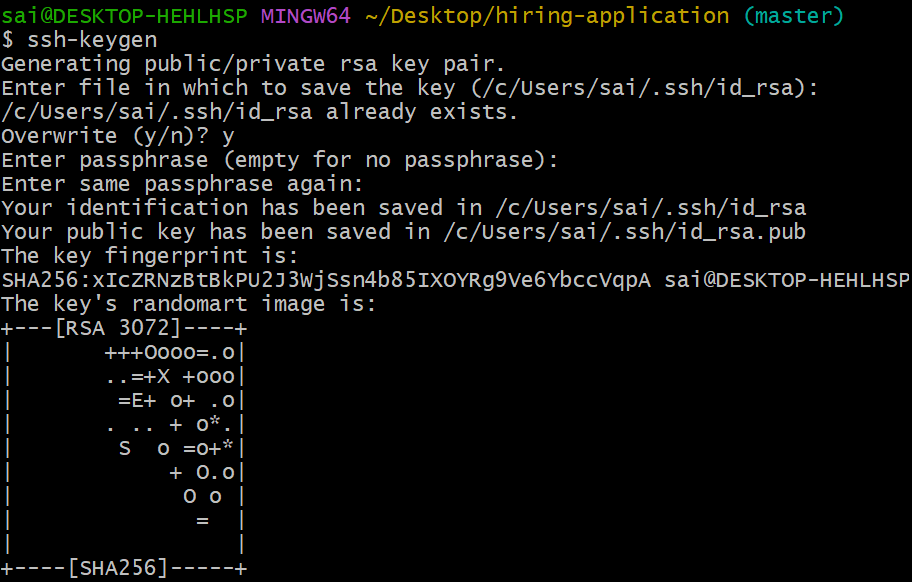 sai@DESKTOP-HEHLHSP MINGW64 ~/Desktop/hiring-application (master)
$ ssh-keygen
Generating public/private rsa key pair.
Enter file in which to save the key (/c/Users/sai/.ssh/id_rsa):
/c/Users/sai/.ssh/id_rsa already exists.
Overwrite (y/n)? y
Enter passphrase (empty for no passphrase):
Enter same passphrase again:
Your identification has been saved in /c/Users/sai/.ssh/id_rsa
Your public key has been saved in /c/Users/sai/.ssh/id_rsa.pub
The key fingerprint is:
SHA256:xIcZRNzBtBkPU2J3WjSsn4b85IXOYRg9Ve6YbccVqpA sai@DESKTOP-HEHLHSP
The key's randomart image is:
+---[RSA 3072]----+
|       +++Oooo=.o|
|       ..=+X +ooo|
|        =E+ o+ .o|
|       . .. + o*.|
|        S  o =o+*|
|            + O.o|
|             O o |
|              =  |
|                 |
+----[SHA256]-----+